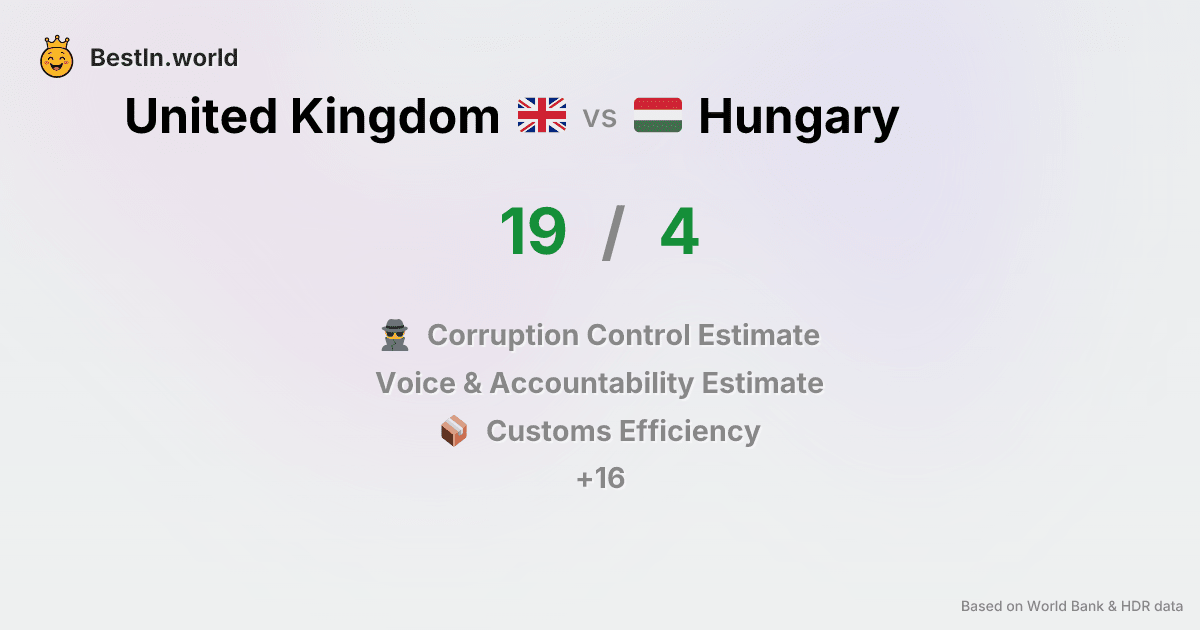 BestIn.world
United Kingdom vs Hungary
19 / 4
Corruption Control Estimate
Voice & Accountability Estimate
Customs Efficiency
+16
Based on World Bank & HDR data